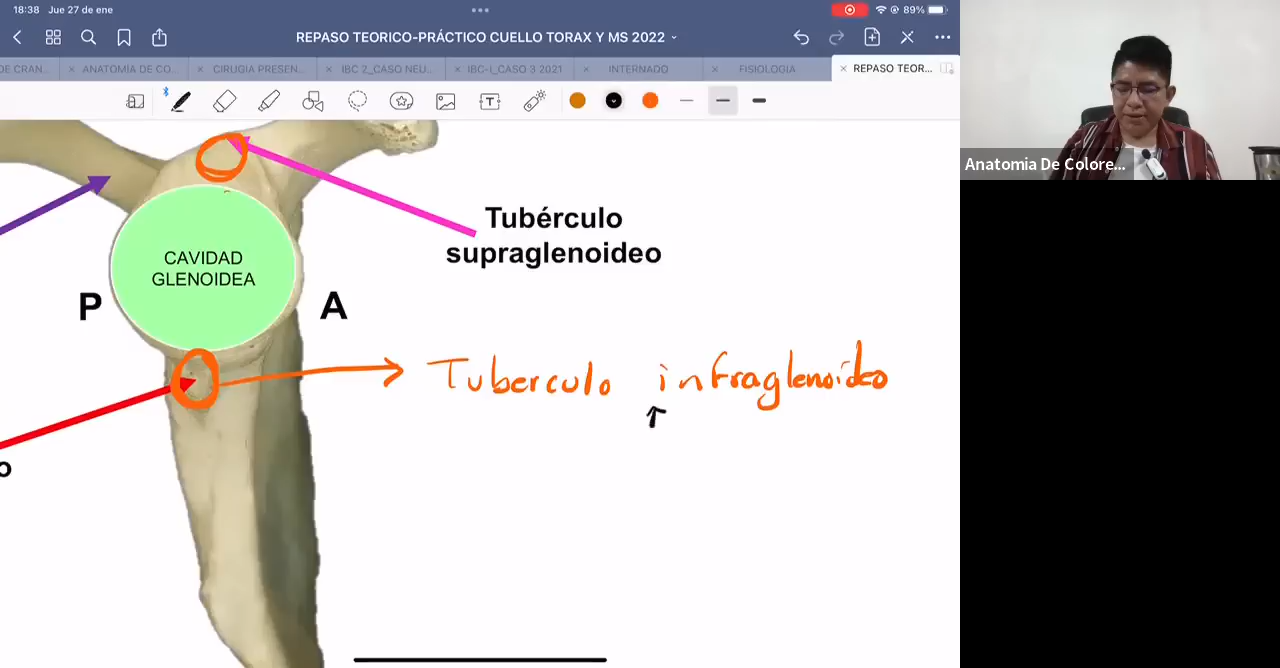 18:38 Jue 27 de ene
89%
REPASO TEORICO-PRÁCTICO CUELLO TORAX Y MS 2022
DE CRAN...
ANATOMIA DE CO...
CIRUGIA PRESEN...
IBC 2_CASO NEU...
IBC-I_CASO 3 2021
INTERNADO
FISIOLOGIA
REPASO TEOR...
T
Anatomia De Colore...
Tubérculo
supraglenoideo
CAVIDAD
GLENOIDEA
P
A
Tuberculo infraglenoideo
o